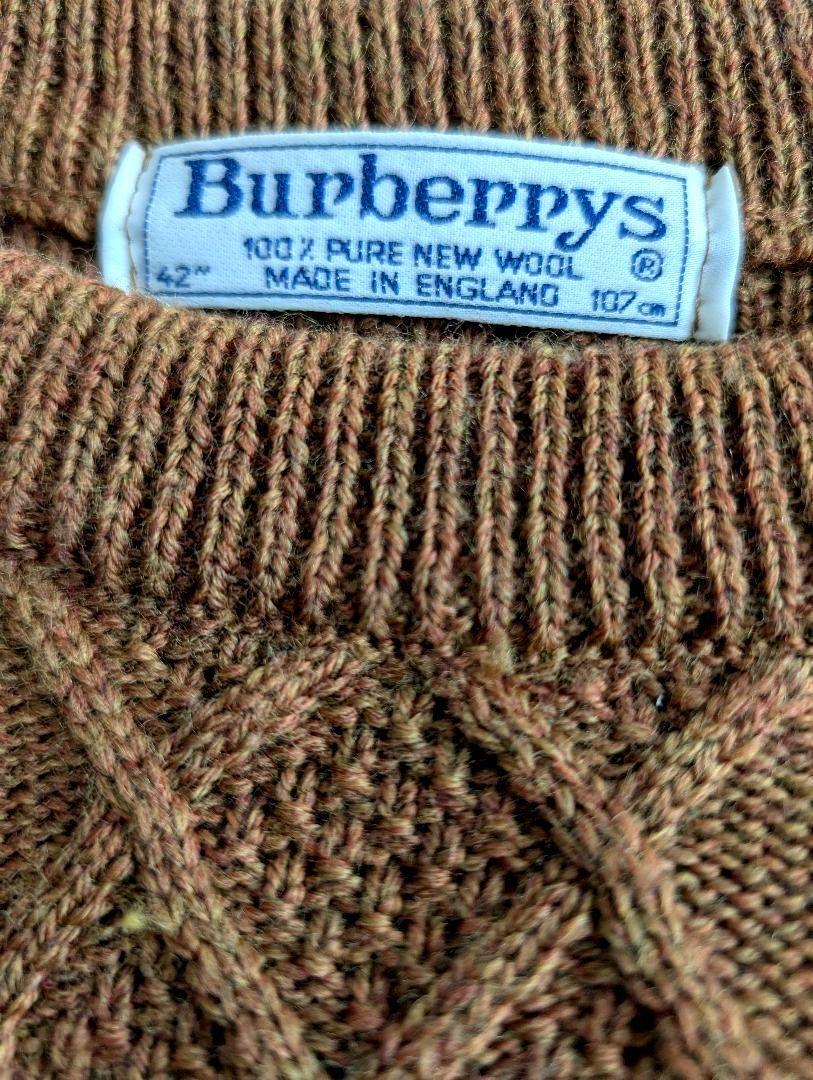 Burberrys
100% PURE NEW WOOL ®
42" MADE IN ENGLAND 107cm